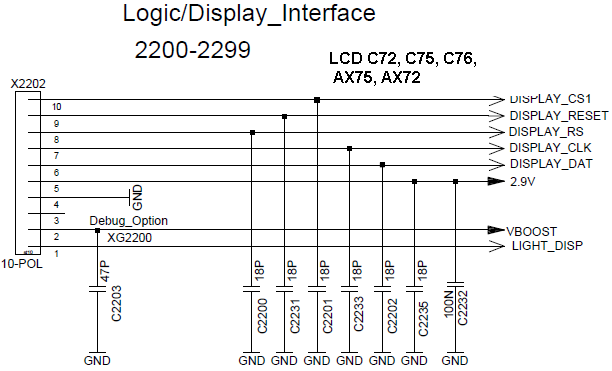 Logic/Display_Interface
2200-2299
LCD C72, C75, C76,
AX75, AX72
X2202
10
DISPLAY_CS1
9
DISPLAY_RESET
8
DISPLAY_RS
7
DISPLAY_CLK
6
DISPLAY_DAT
5
2.9V
4
GND
3
Debug_Option
2
VBOOST
XG2200
1
LIGHT_DISP
10-POL
47P
C2203
18P
C2200
18P
C2231
18P
C2201
18P
C2233
18P
C2202
18P
C2235
100N
C2232
GND
GND GND GND GND GND GND GND